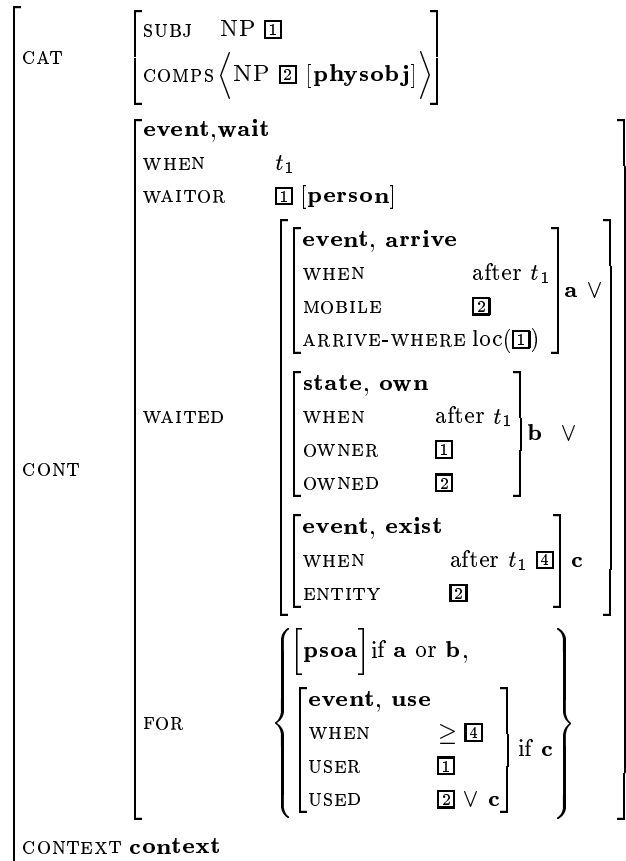 CAT
SUBJ NP 1
COMPS ⟨NP 2 [physobj]⟩
CONT
event,wait
WHEN t1
WAITOR 1 [person]
WAITED
event, arrive
WHEN after t1
MOBILE 2
ARRIVE-WHERE loc(1)
a ∨
state, own
WHEN after t1
OWNER 1
OWNED 2
b ∨
event, exist
WHEN after t1 4
ENTITY 2
c
FOR
[psoa] if a or b,
event, use
WHEN ≥ 4
USER 1
USED 2 ∨ c
if c
CONTEXT context